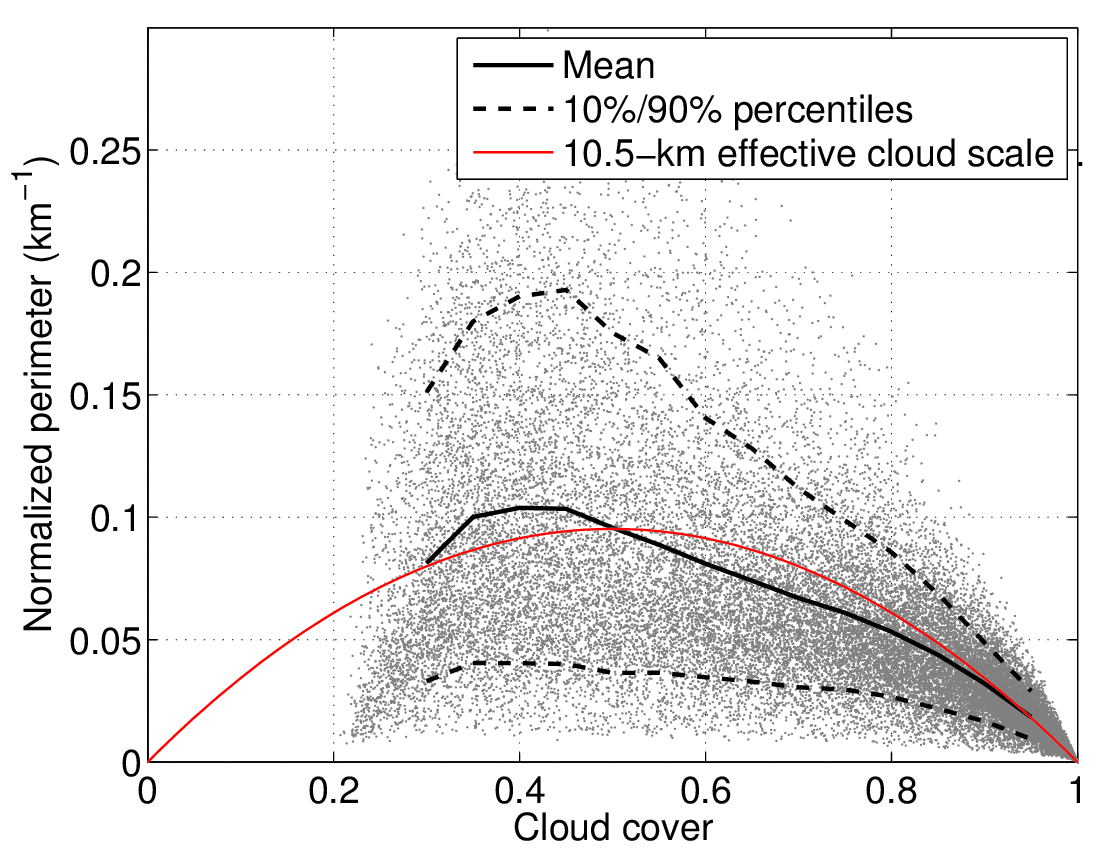 Mean
10%/90% percentiles
10.5−km effective cloud scale
0.25
0.2
0.15
0.1
0.05
0
Normalized perimeter (km⁻¹)
0 0.2 0.4 0.6 0.8 1
Cloud cover